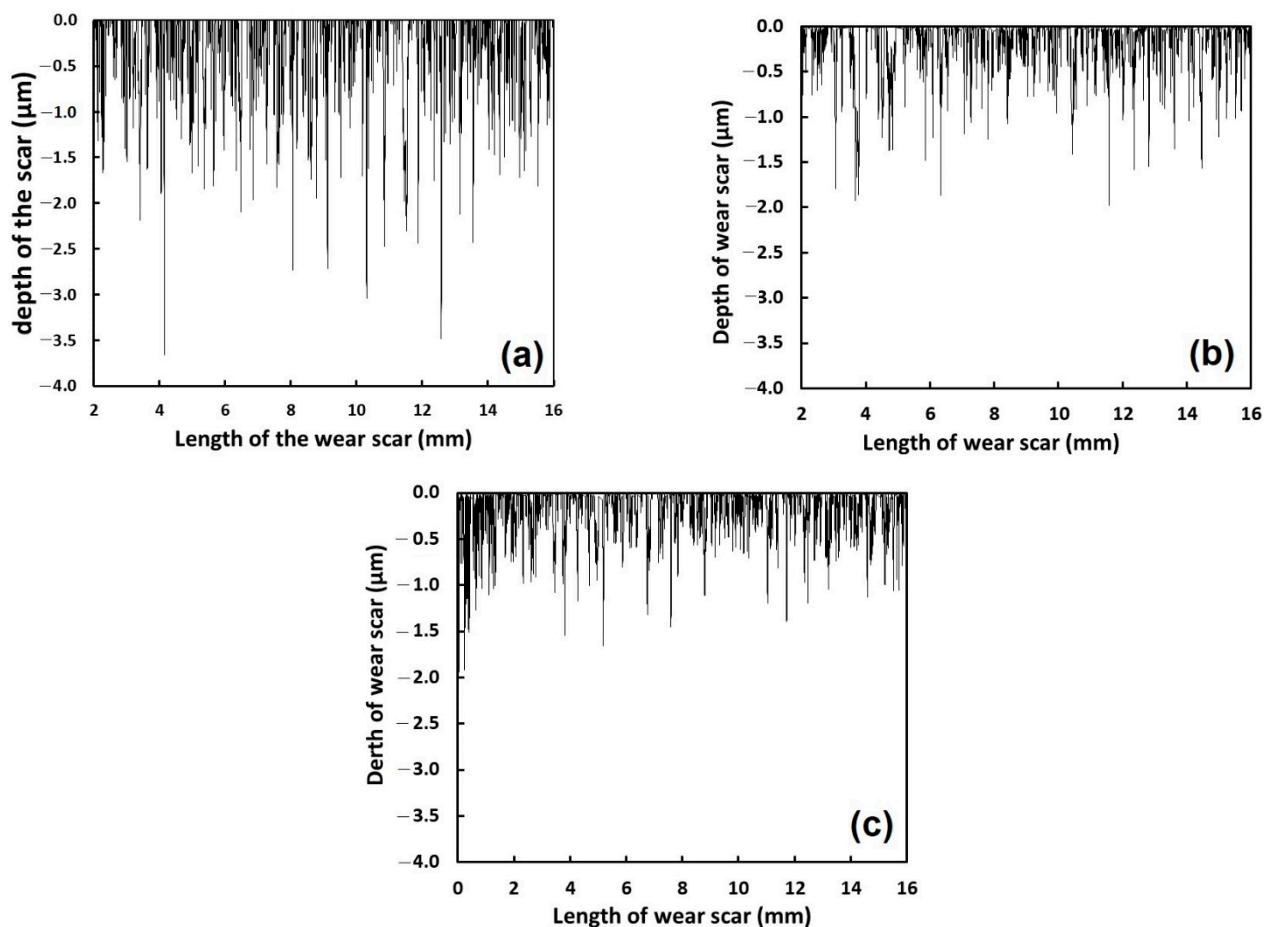 0.0
−0.5
−1.0
−1.5
−2.0
−2.5
−3.0
−3.5
−4.0
depth of the scar (µm)
(a)
2 4 6 8 10 12 14 16
Length of the wear scar (mm)
0.0
−0.5
−1.0
−1.5
−2.0
−2.5
−3.0
−3.5
−4.0
Depth of wear scar (µm)
(b)
2 4 6 8 10 12 14 16
Length of wear scar (mm)
0.0
−0.5
−1.0
−1.5
−2.0
−2.5
−3.0
−3.5
−4.0
Derth of wear scar (µm)
(c)
0 2 4 6 8 10 12 14 16
Length of wear scar (mm)